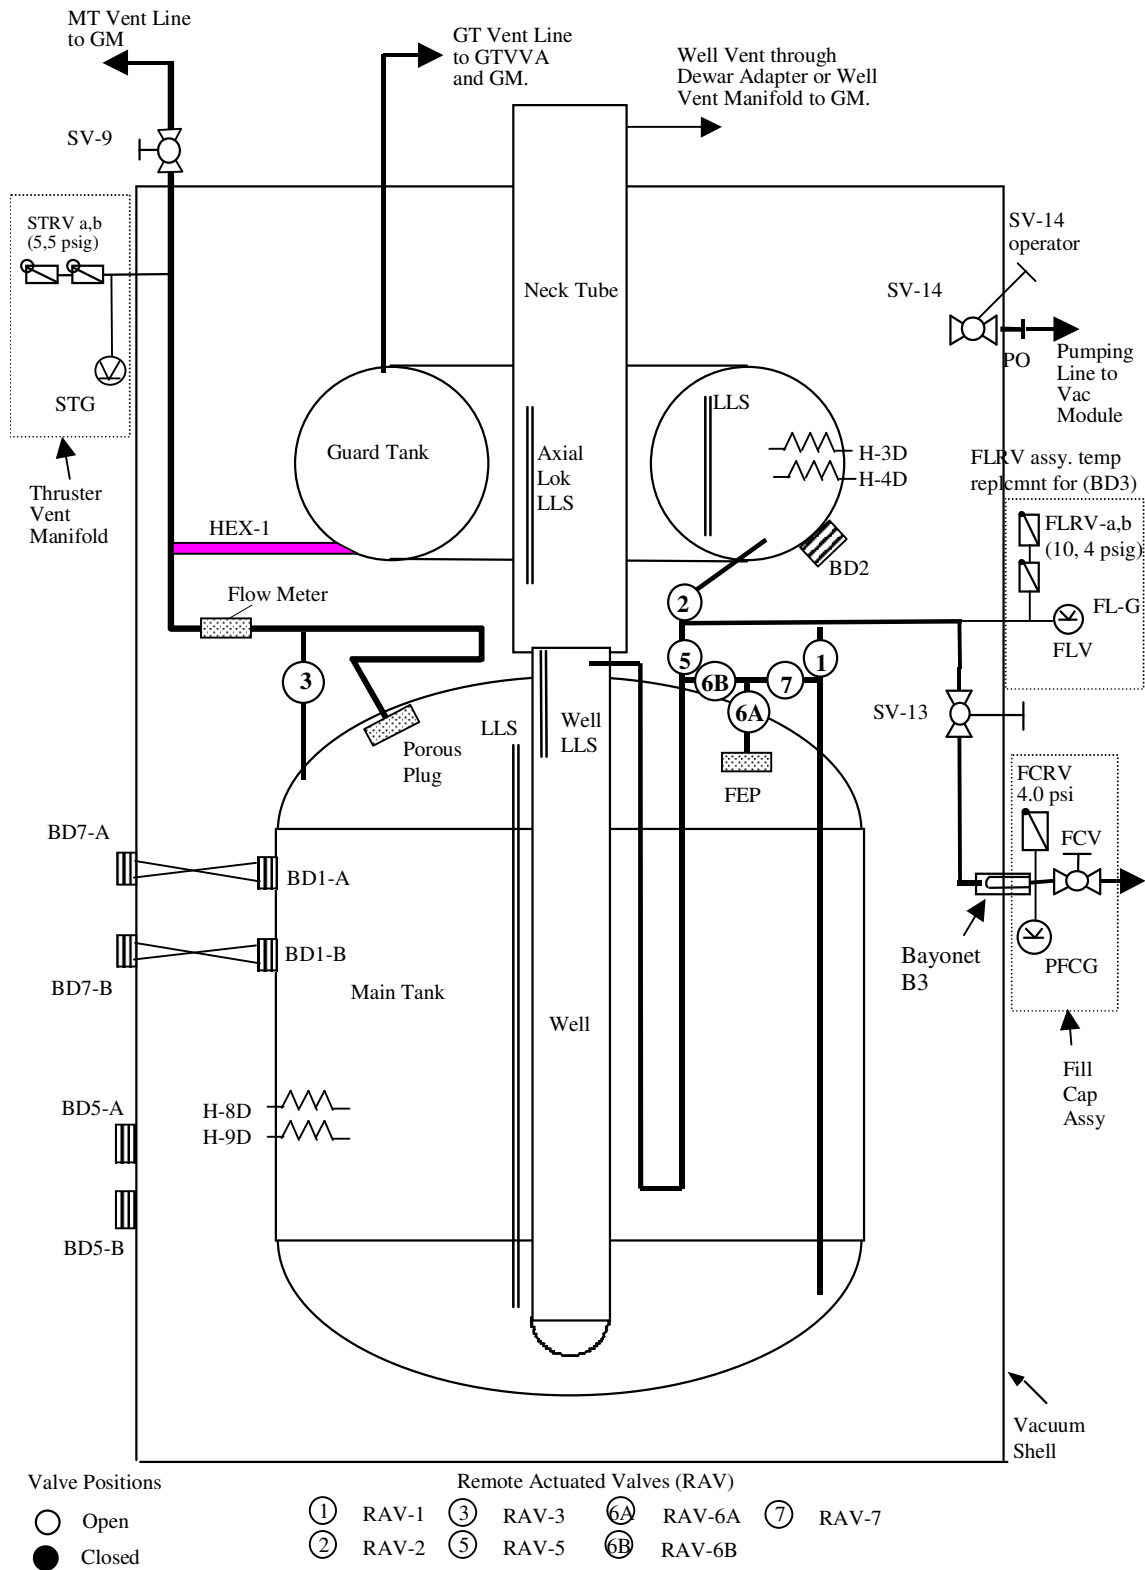 MT Vent Line
to GM
GT Vent Line
to GTVVA
and GM.
Well Vent through
Dewar Adapter or Well
Vent Manifold to GM.
SV-9
STRV a,b
(5,5 psig)
STG
Thruster
Vent
Manifold
Neck Tube
SV-14
operator
SV-14
PO
Pumping
Line to
Vac
Module
Guard Tank
Axial
Lok
LLS
LLS
H-3D
H-4D
BD2
FLRV assy. temp
replcmnt for (BD3)
FLRV-a,b
(10, 4 psig)
FL-G
FLV
HEX-1
Flow Meter
2
5
6B
7
1
6A
3
SV-13
LLS
Well
LLS
Porous
Plug
FEP
FCRV
4.0 psi
FCV
PFCG
Bayonet
B3
Fill
Cap
Assy
BD7-A
BD1-A
BD1-B
BD7-B
Main Tank
Well
BD5-A
H-8D
H-9D
BD5-B
Vacuum
Shell
Valve Positions
Open
Closed
Remote Actuated Valves (RAV)
1 RAV-1 3 RAV-3 6A RAV-6A 7 RAV-7
2 RAV-2 5 RAV-5 6B RAV-6B